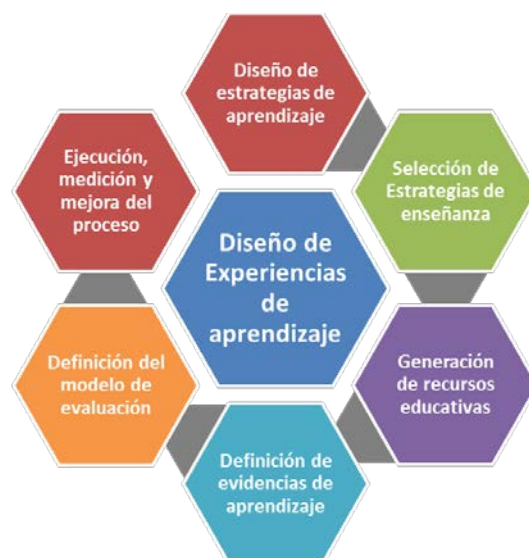 Diseño de
estrategias de
aprendizaje
Selección de
Estrategias de
enseñanza
Generación
de recursos
educativas
Definición de
evidencias de
aprendizaje
Definición del
modelo de
evaluación
Ejecución,
medición y
mejora del
proceso
Diseño de
Experiencias
de
aprendizaje